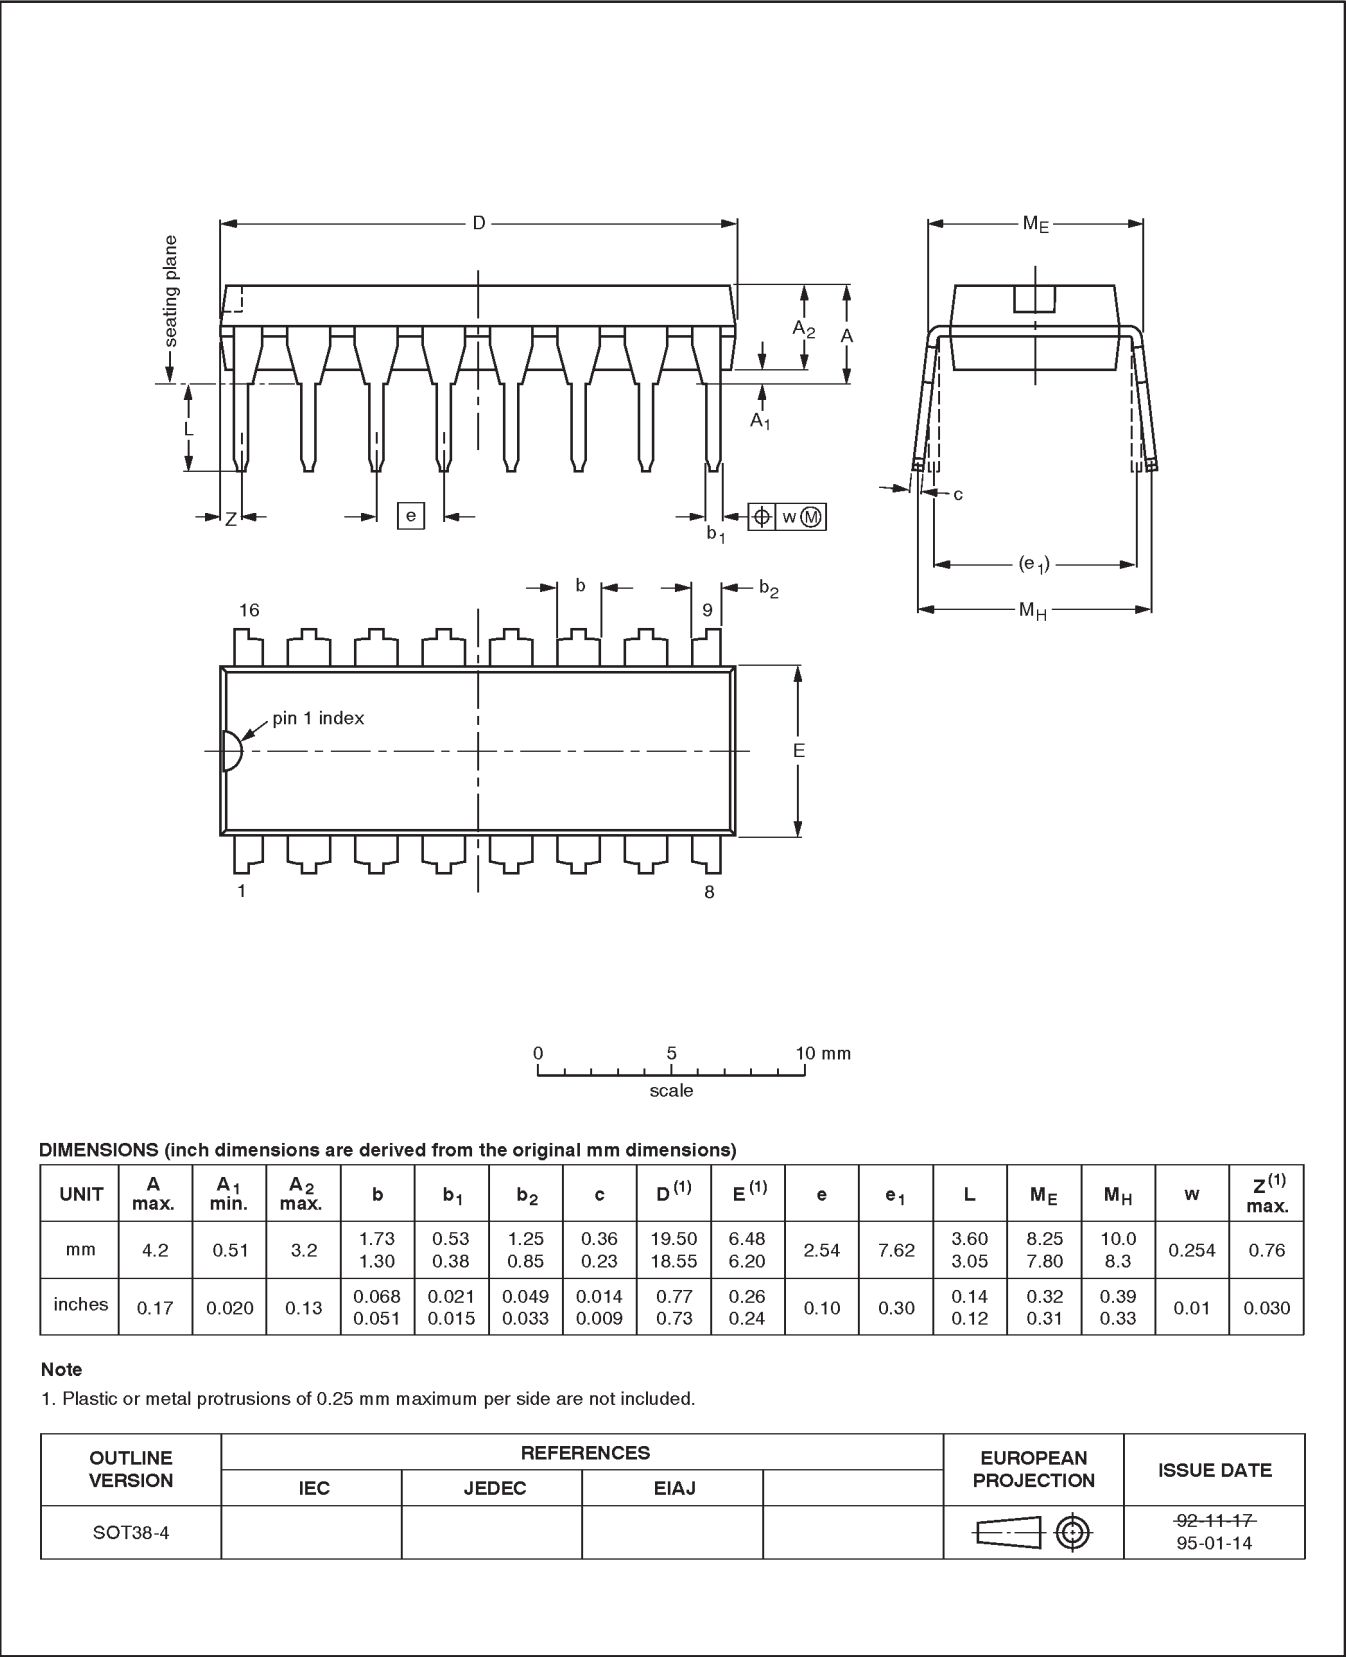 D
ME
seating plane
A2
A
A1
L
Z
e
b1
w M
c
(e1)
MH
b
b2
16
9
pin 1 index
E
1
8
0 5 10 mm
scale
DIMENSIONS (inch dimensions are derived from the original mm dimensions)
UNIT A max. A1 min. A2 max. b b1 b2 c D(1) E(1) e e1 L ME MH w Z(1) max.
mm 4.2 0.51 3.2 1.73 1.30 0.53 0.38 1.25 0.85 0.36 0.23 19.50 18.55 6.48 6.20 2.54 7.62 3.60 3.05 8.25 7.80 10.0 8.3 0.254 0.76
inches 0.17 0.020 0.13 0.068 0.051 0.021 0.015 0.049 0.033 0.014 0.009 0.77 0.73 0.26 0.24 0.10 0.30 0.14 0.12 0.32 0.31 0.39 0.33 0.01 0.030
Note
1. Plastic or metal protrusions of 0.25 mm maximum per side are not included.
OUTLINE VERSION REFERENCES EUROPEAN PROJECTION ISSUE DATE
IEC JEDEC EIAJ
SOT38-4 92-11-17
95-01-14